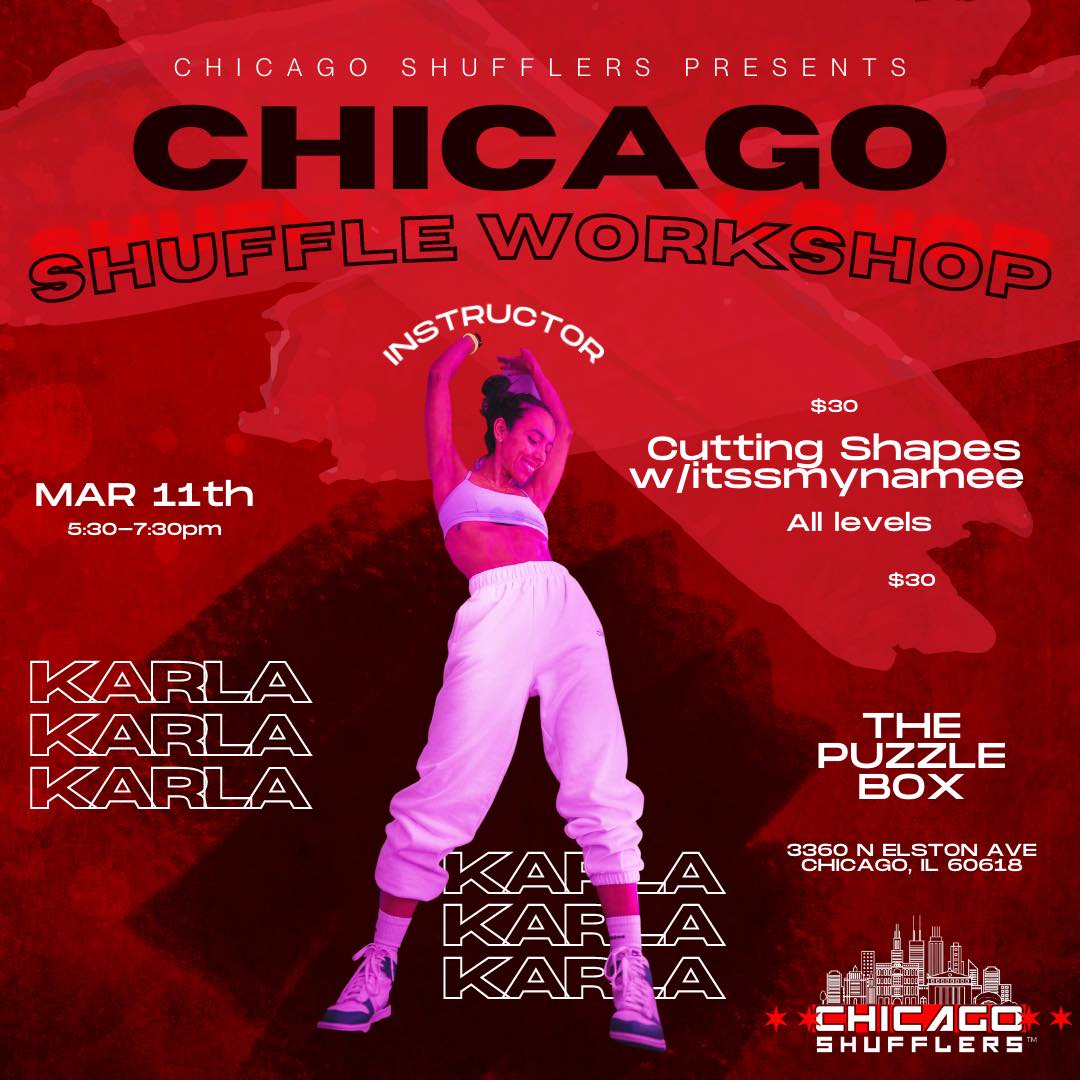 CHICAGO SHUFFLERS PRESENTS
CHICAGO
SHUFFLE WORKSHOP
INSTRUCTOR
MAR 11th
5:30-7:30pm
$30
Cutting Shapes
w/itssmynamee
All levels
$30
KARLA
KARLA
KARLA
THE
PUZZLE
BOX
3360 N ELSTON AVE
CHICAGO, IL 60618
KARLA
KARLA
KARLA
CHICAGO
SHUFFLERS™